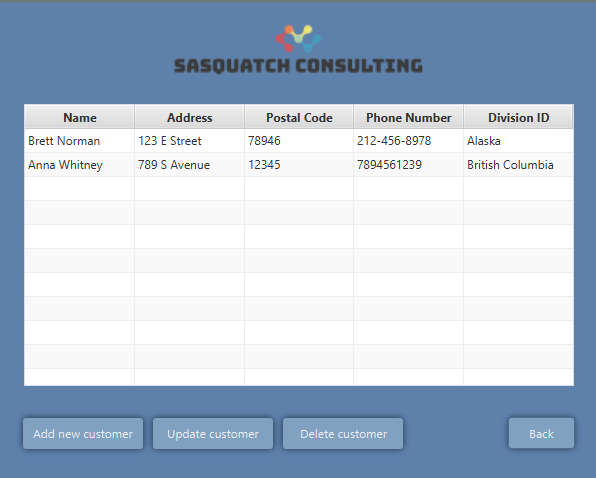 SASQUATCH CONSULTING
Name Address Postal Code Phone Number Division ID
Brett Norman 123 E Street 78946 212-456-8978 Alaska
Anna Whitney 789 S Avenue 12345 7894561239 British Columbia
Add new customer Update customer Delete customer Back